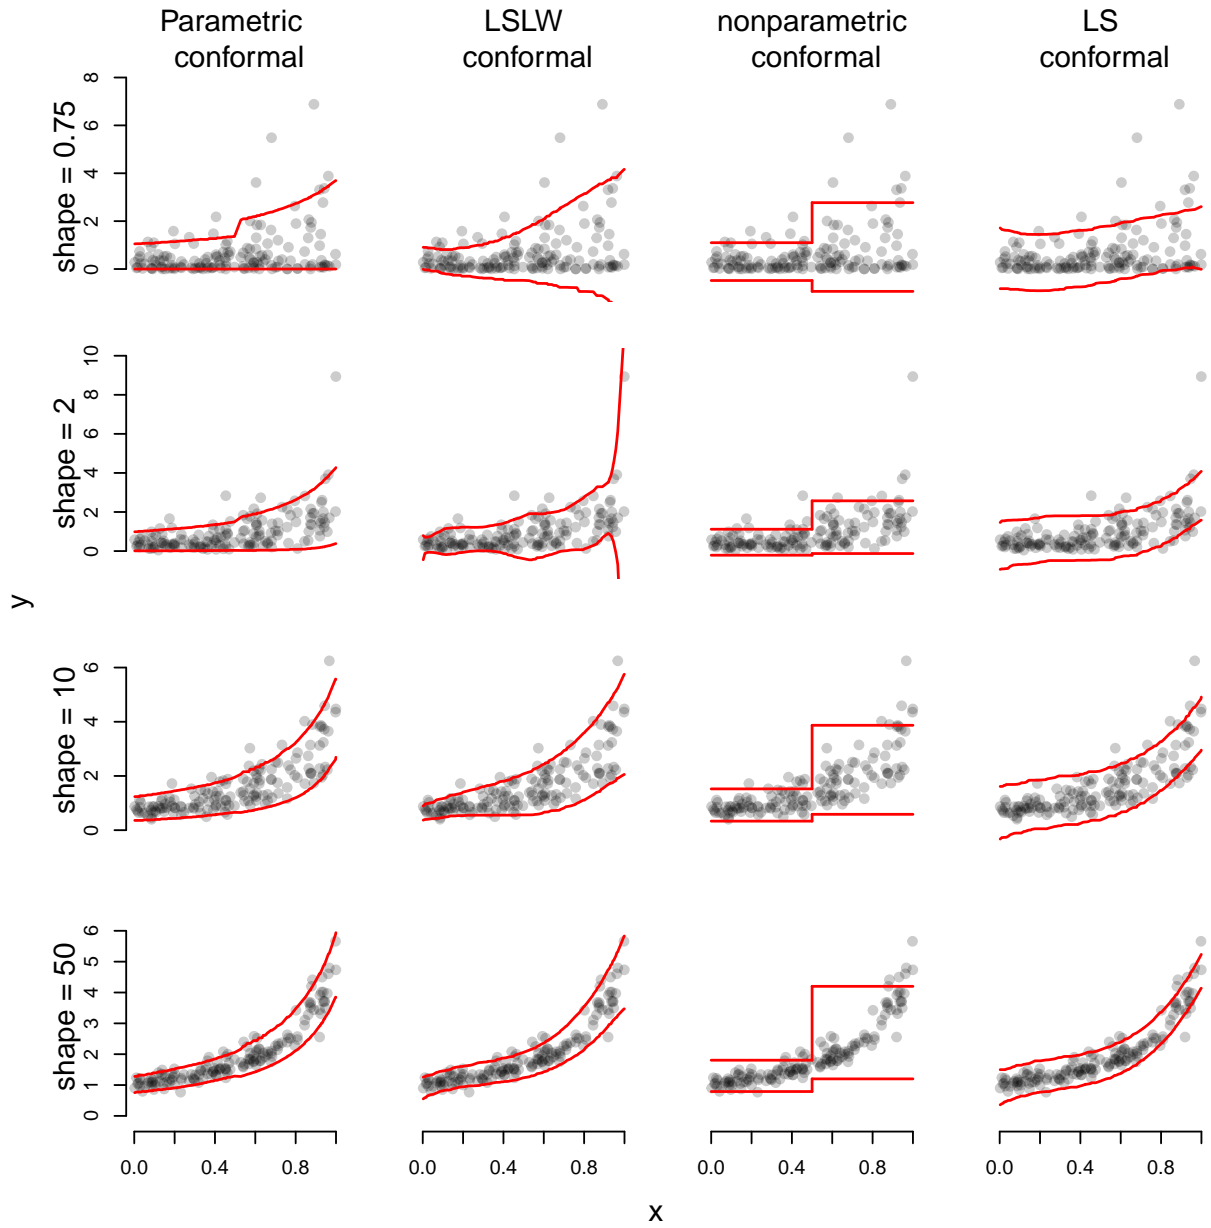 Parametric
conformal
LSLW
conformal
nonparametric
conformal
LS
conformal
shape = 0.75
0 2 4 6 8
shape = 2
0 2 4 6 8 10
y
shape = 10
0 2 4 6
shape = 50
0 1 2 3 4 5 6
0.0 0.4 0.8
0.0 0.4 0.8
0.0 0.4 0.8
0.0 0.4 0.8
x